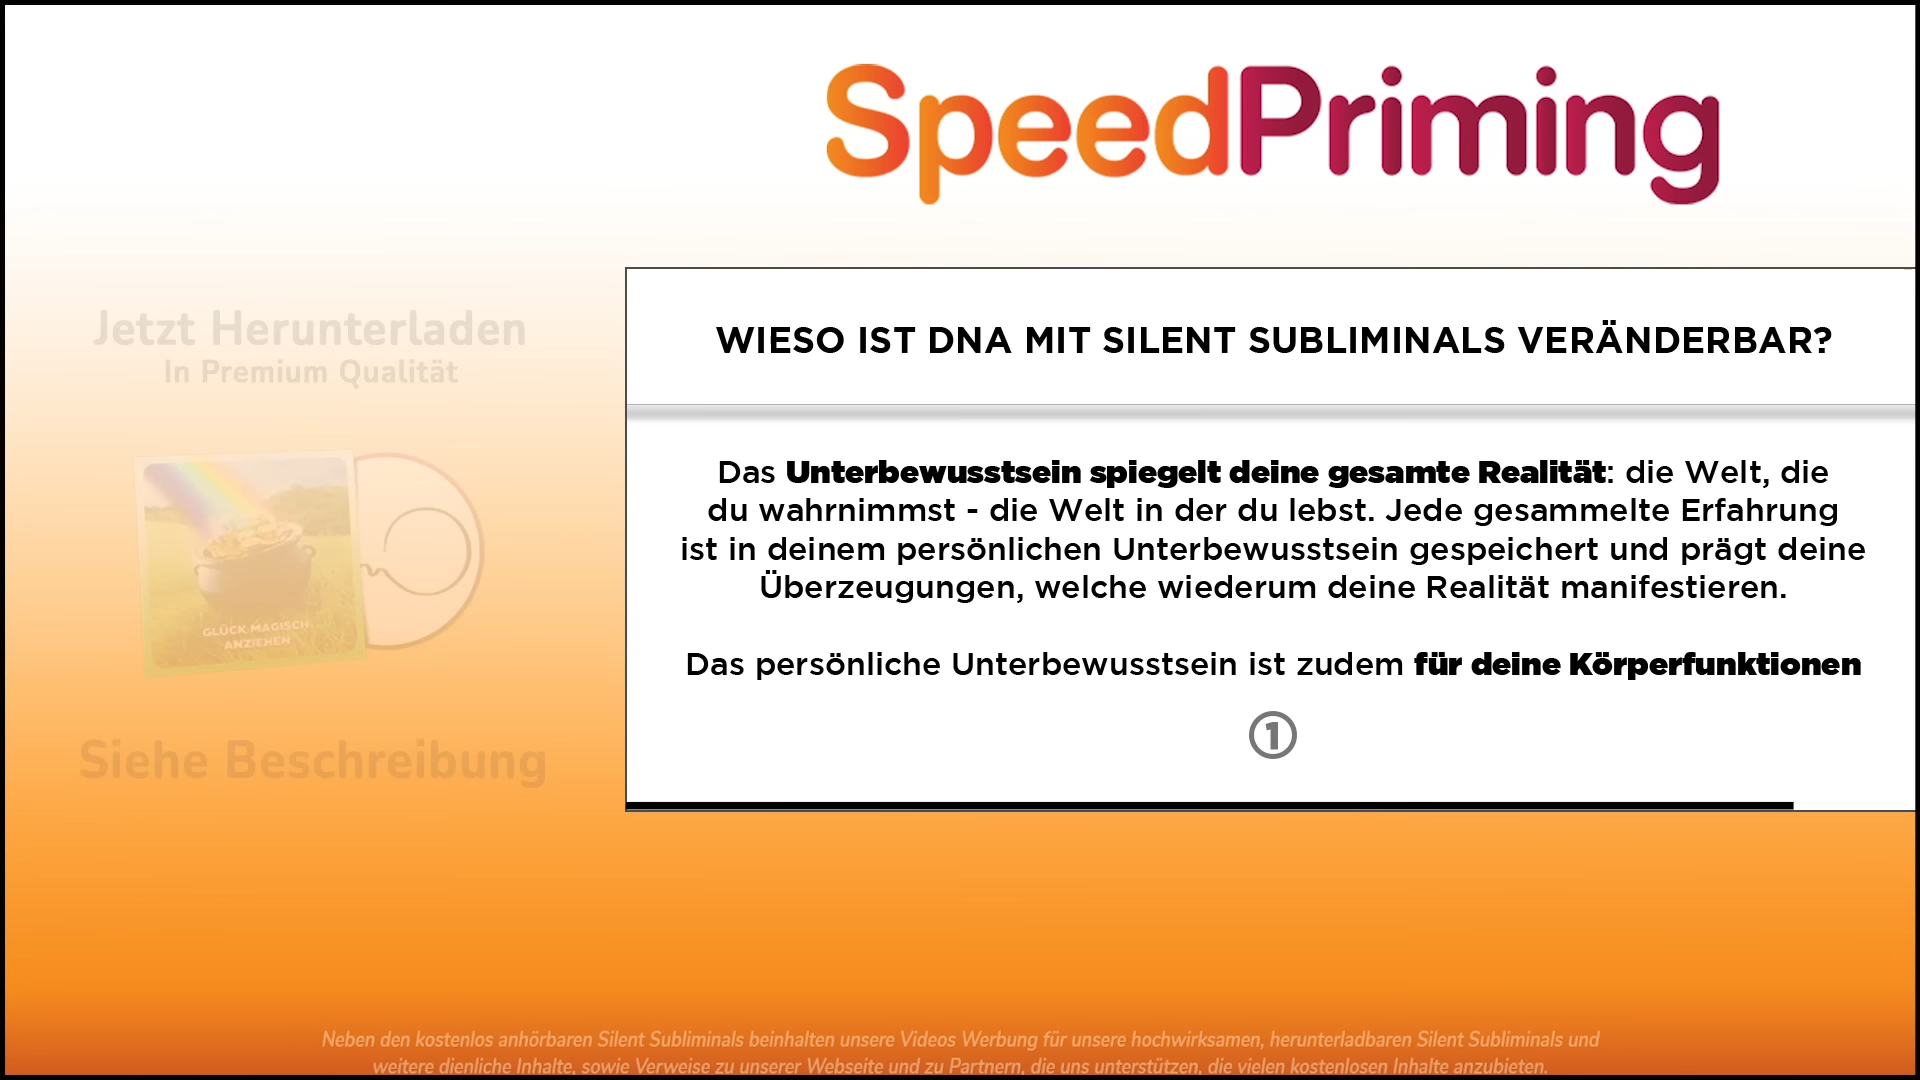 SpeedPriming
Jetzt Herunterladen
In Premium Qualität
GLÜCK MAGISCH
ANZIEHEN
Siehe Beschreibung
WIESO IST DNA MIT SILENT SUBLIMINALS VERÄNDERBAR?
Das Unterbewusstsein spiegelt deine gesamte Realität: die Welt, die
du wahrnimmst - die Welt in der du lebst. Jede gesammelte Erfahrung
ist in deinem persönlichen Unterbewusstsein gespeichert und prägt deine
Überzeugungen, welche wiederum deine Realität manifestieren.
Das persönliche Unterbewusstsein ist zudem für deine Körperfunktionen
1
Neben den kostenlos anhörbaren Silent Subliminals beinhalten unsere Videos Werbung für unsere hochwirksamen, herunterladbaren Silent Subliminals und
weitere dienliche Inhalte, sowie Verweise zu unserer Webseite und zu Partnern, die uns unterstützen, die vielen kostenlosen Inhalte anzubieten.